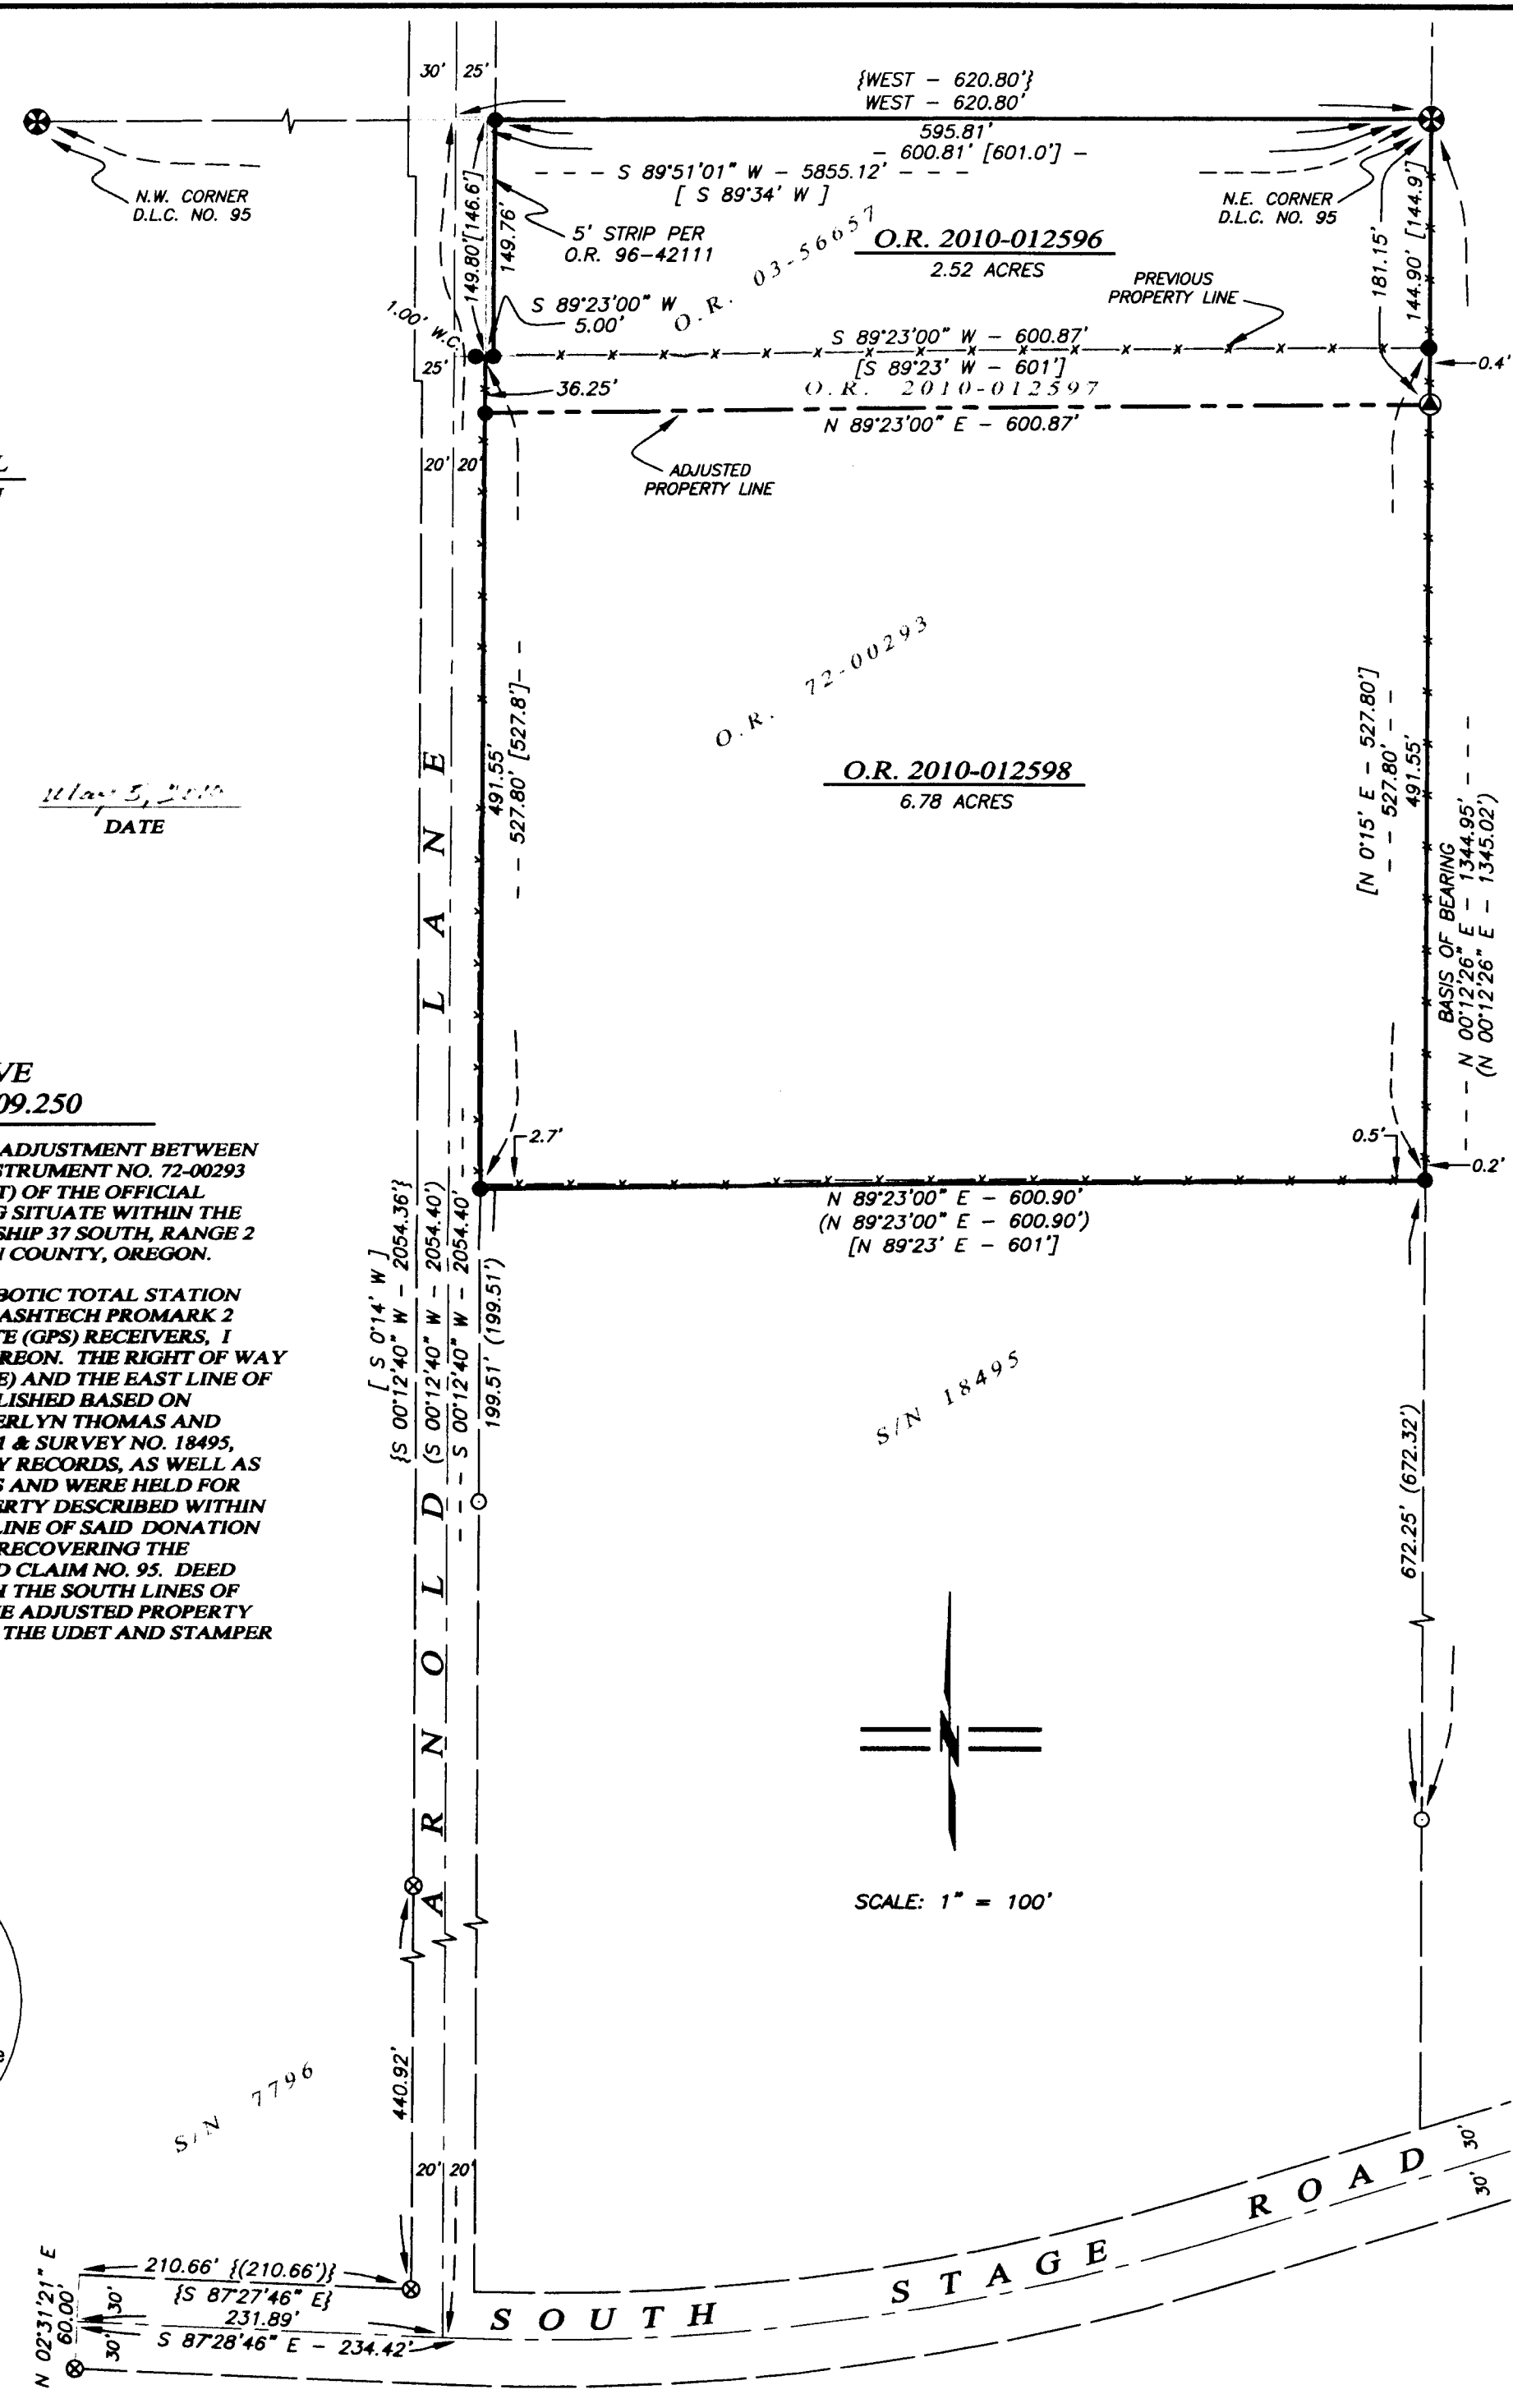 30' 25'
{WEST - 620.80'}
WEST - 620.80'
595.81'
- 600.81' [601.0'] -
- - - S 89°51'01" W - 5855.12' - - -
[ S 89°34' W ]
N.W. CORNER
D.L.C. NO. 95
N.E. CORNER
D.L.C. NO. 95
149.80' [146.6']
149.76'
5' STRIP PER
O.R. 96-42111
O.R. 03-56657
O.R. 2010-012596
2.52 ACRES
PREVIOUS
PROPERTY LINE
181.15'
144.90' [144.9']
S 89°23'00" W
5.00'
1.00' W.C.
25'
S 89°23'00" W - 600.87'
[S 89°23' W - 601']
0.4'
36.25'
O.R. 2010-012597
N 89°23'00" E - 600.87'
20' 20'
ADJUSTED
PROPERTY LINE
O.R. 72-00293
491.55'
- - 527.80' [527.8'] - -
O.R. 2010-012598
6.78 ACRES
[N 0°15' E - 527.80']
- - 527.80' - -
491.55'
BASIS OF BEARING
- - - - N 00°12'26" E - 1344.95' - - - -
(N 00°12'26" E - 1345.02')
May 5, 2010
DATE
VE
09.250
ADJUSTMENT BETWEEN
STRUMENT NO. 72-00293
T) OF THE OFFICIAL
G SITUATE WITHIN THE
SHIP 37 SOUTH, RANGE 2
N COUNTY, OREGON.
BOTIC TOTAL STATION
ASHTECH PROMARK 2
TE (GPS) RECEIVERS, I
REON. THE RIGHT OF WAY
E) AND THE EAST LINE OF
LISHED BASED ON
ERLYN THOMAS AND
1 & SURVEY NO. 18495,
Y RECORDS, AS WELL AS
S AND WERE HELD FOR
ERTY DESCRIBED WITHIN
LINE OF SAID DONATION
RECOVERING THE
D CLAIM NO. 95. DEED
H THE SOUTH LINES OF
E ADJUSTED PROPERTY
THE UDET AND STAMPER
2.7'
0.5'
0.2'
N 89°23'00" E - 600.90'
(N 89°23'00" E - 600.90')
[N 89°23' E - 601']
[ S 0°14' W ]
{S 00°12'40" W - 2054.36'}
(S 00°12'40" W - 2054.40')
- - - S 00°12'40" W - 2054.40' - - -
199.51' (199.51')
ARNOLD LANE
S/N 18495
672.25' (672.32')
N
SCALE: 1" = 100'
440.92'
S/N 7796
20' 20'
N 02°31'21" E
60.00'
30' 30'
210.66' {(210.66')}
{S 87°27'46" E}
231.89'
S 87°28'46" E - 234.42'
SOUTH STAGE ROAD
30'
30'